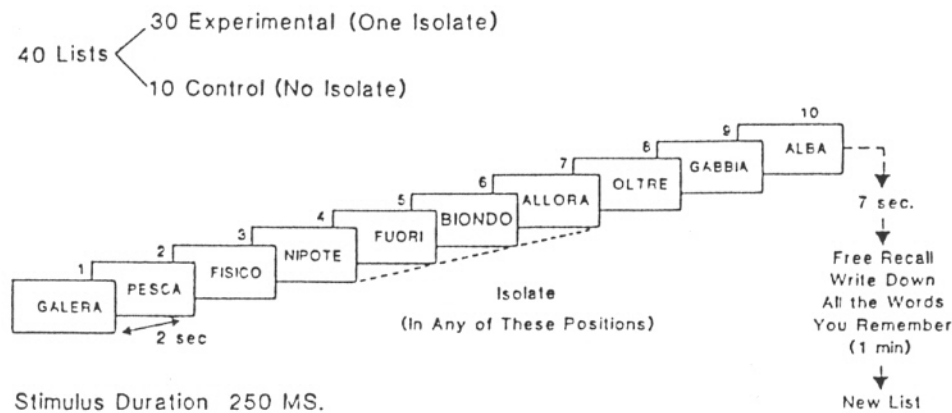 30 Experimental (One Isolate)
40 Lists
10 Control (No Isolate)
1 GALERA
2 PESCA
3 FISICO
4 NIPOTE
5 FUORI
6 BIONDO
7 ALLORA
8 OLTRE
9 GABBIA
10 ALBA
2 sec
Isolate
(In Any of These Positions)
7 sec.
Free Recall
Write Down
All the Words
You Remember
(1 min)
New List
Stimulus Duration 250 MS.